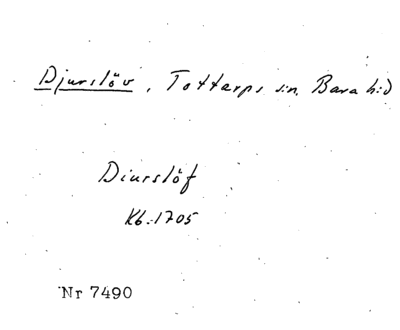 Djurslöv, Tottarps sn. Bara hd
Diurslöf
Kb. 1705
Nr 7490